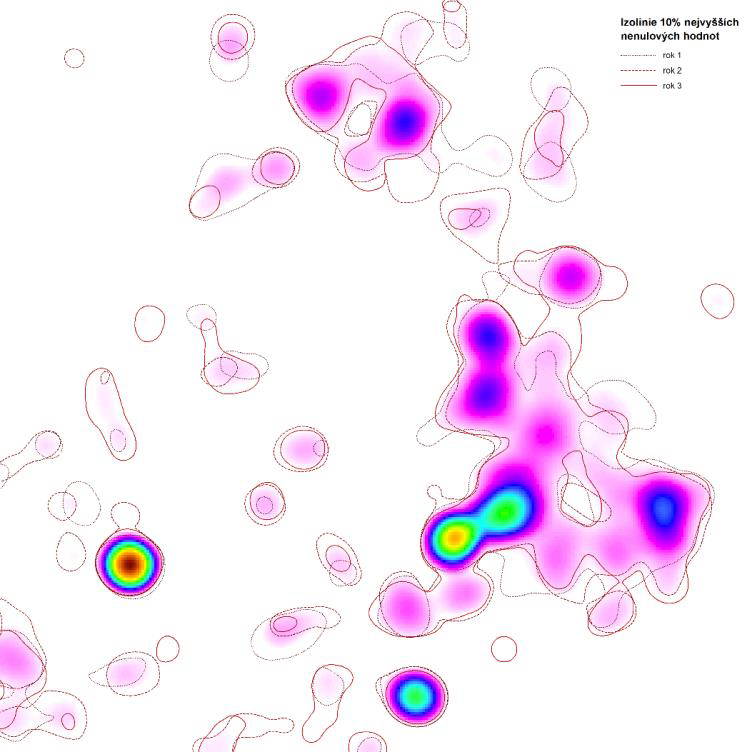 Izolinie 10% nejvyšších
nenulových hodnot
rok 1
rok 2
rok 3